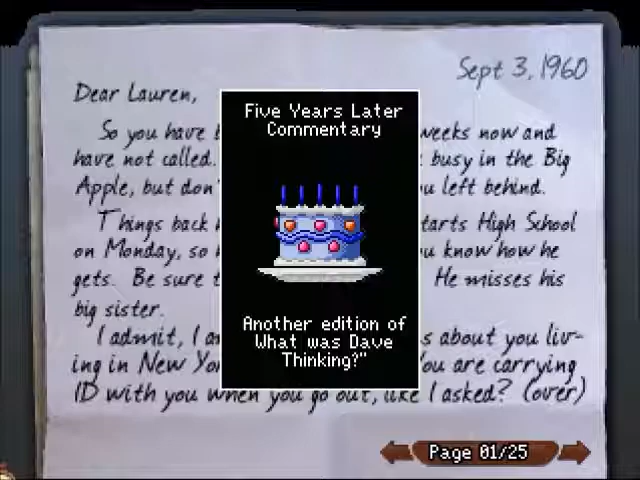 Sept 3, 1960
Dear Lauren,
So you have weeks now and
have not called. busy in the Big
Apple, but don' you left behind.
Things back starts High School
on Monday, so you know how he
gets. Be sure He misses his
big sister.
I admit, I about you liv-
ing in New You are carrying
ID with you when you go out, like I asked? (over)
Five Years Later
Commentary
Another edition of
What was Dave
Thinking?"
Page 01/25